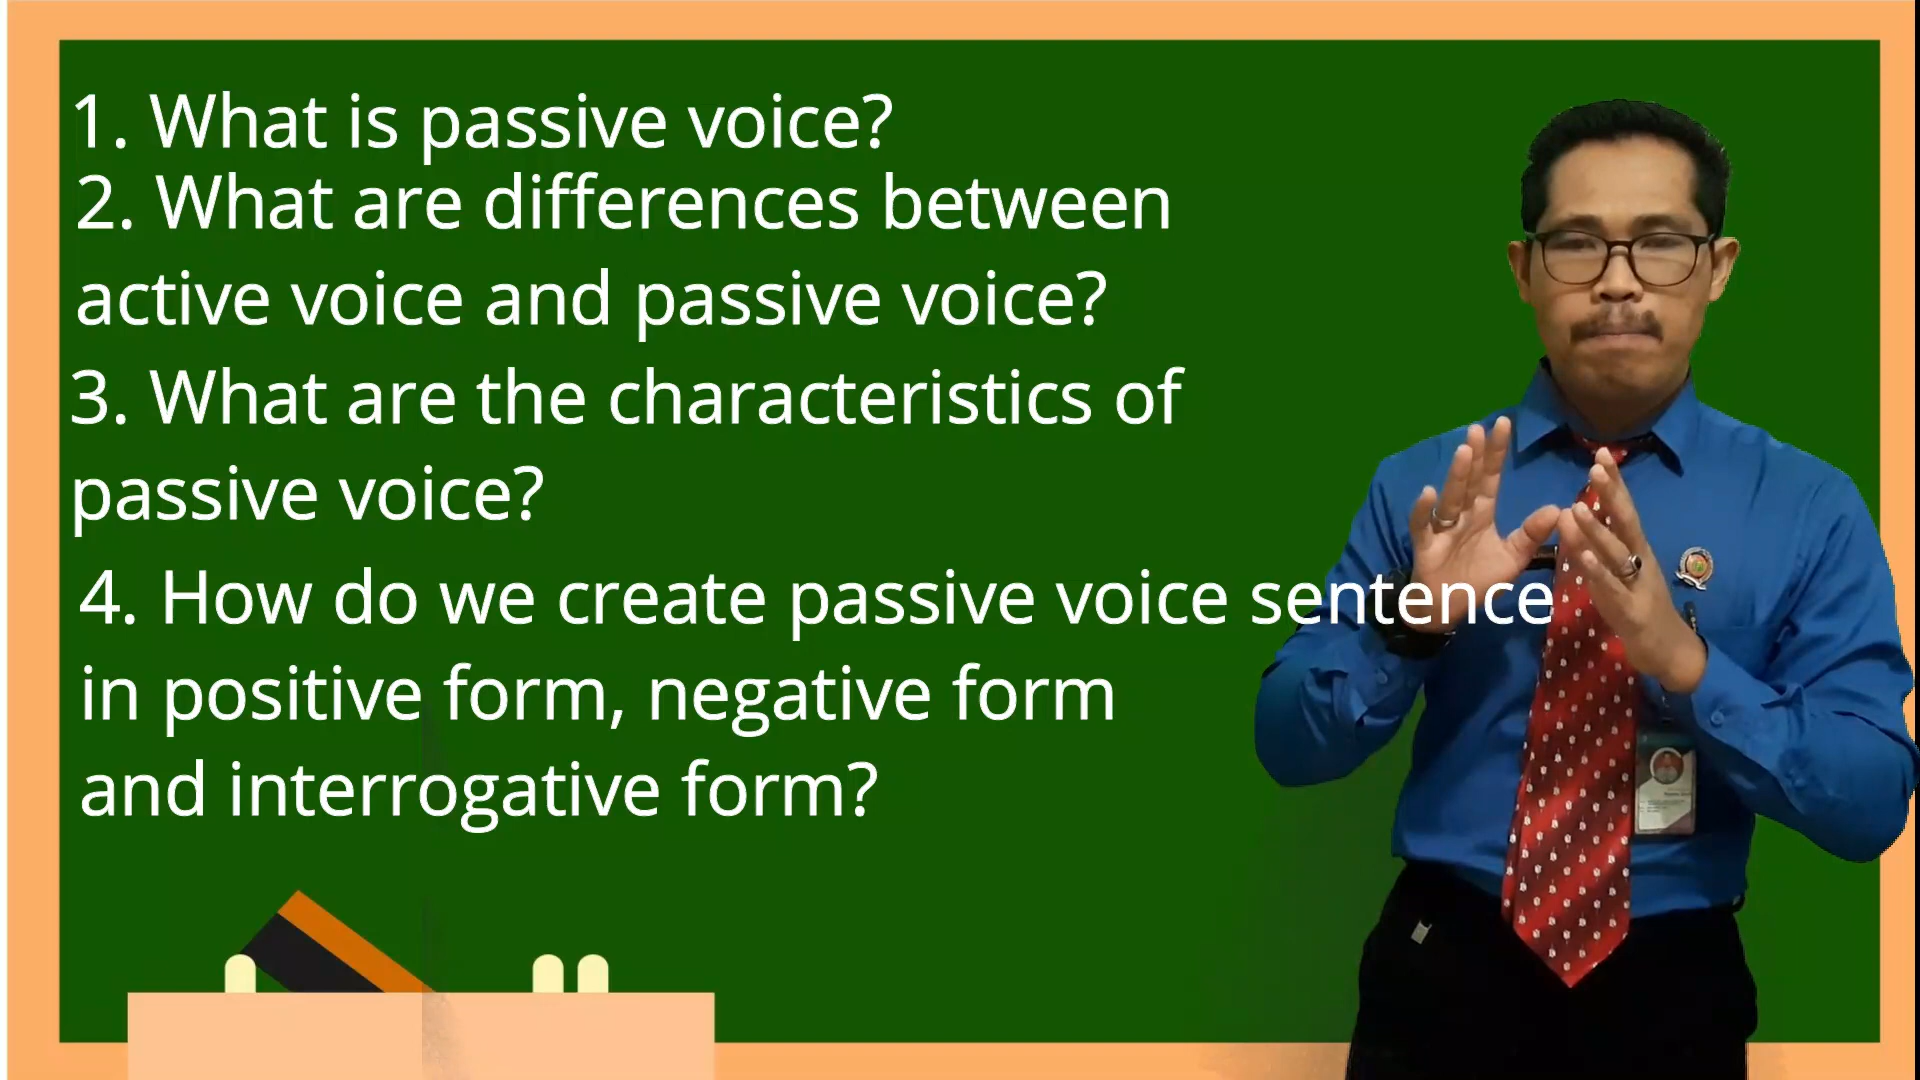 1. What is passive voice?
2. What are differences between
active voice and passive voice?
3. What are the characteristics of
passive voice?
4. How do we create passive voice sentence
in positive form, negative form
and interrogative form?